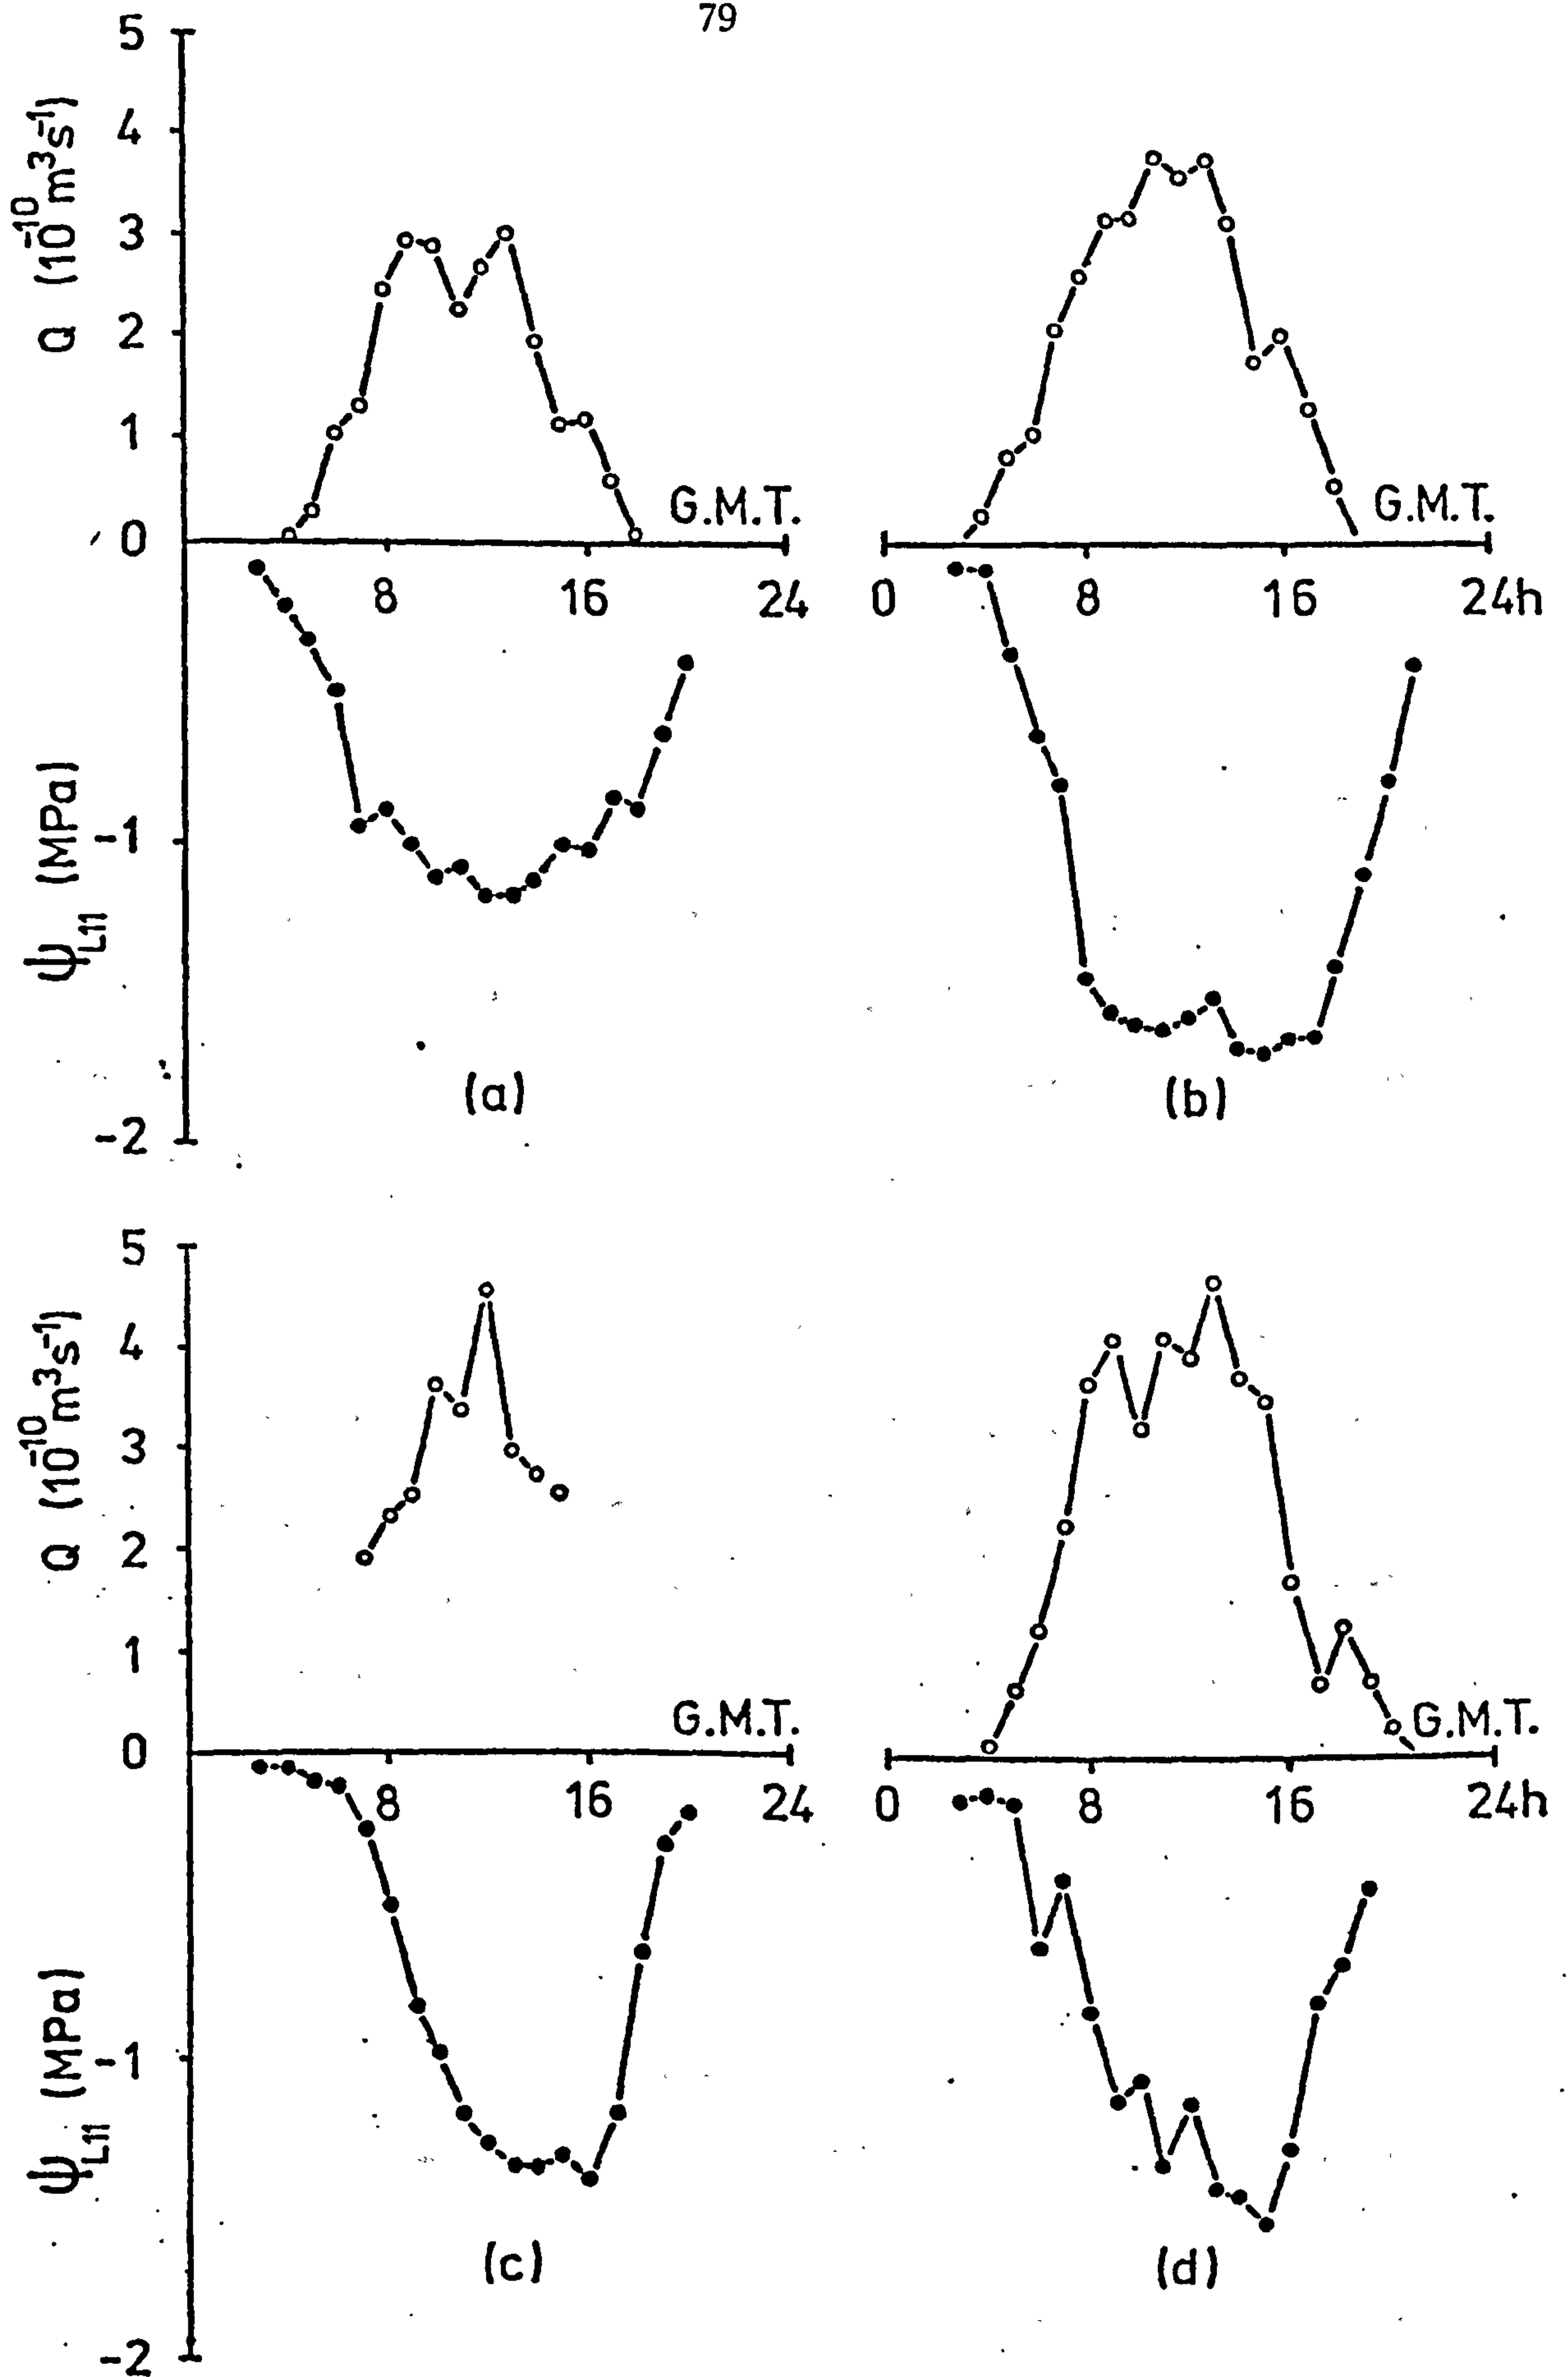 79
5
4
3
2
1
0
Q (10⁻¹⁰ m³s⁻¹)
G.M.T.
8
16
24
-1
-2
ψL11 (MPa)
(a)
G.M.T.
0
8
16
24h
(b)
5
4
3
2
1
0
Q (10⁻¹⁰ m³s⁻¹)
G.M.T.
8
16
24
-1
-2
ψL11 (MPa)
(c)
G.M.T.
0
8
16
24h
(d)